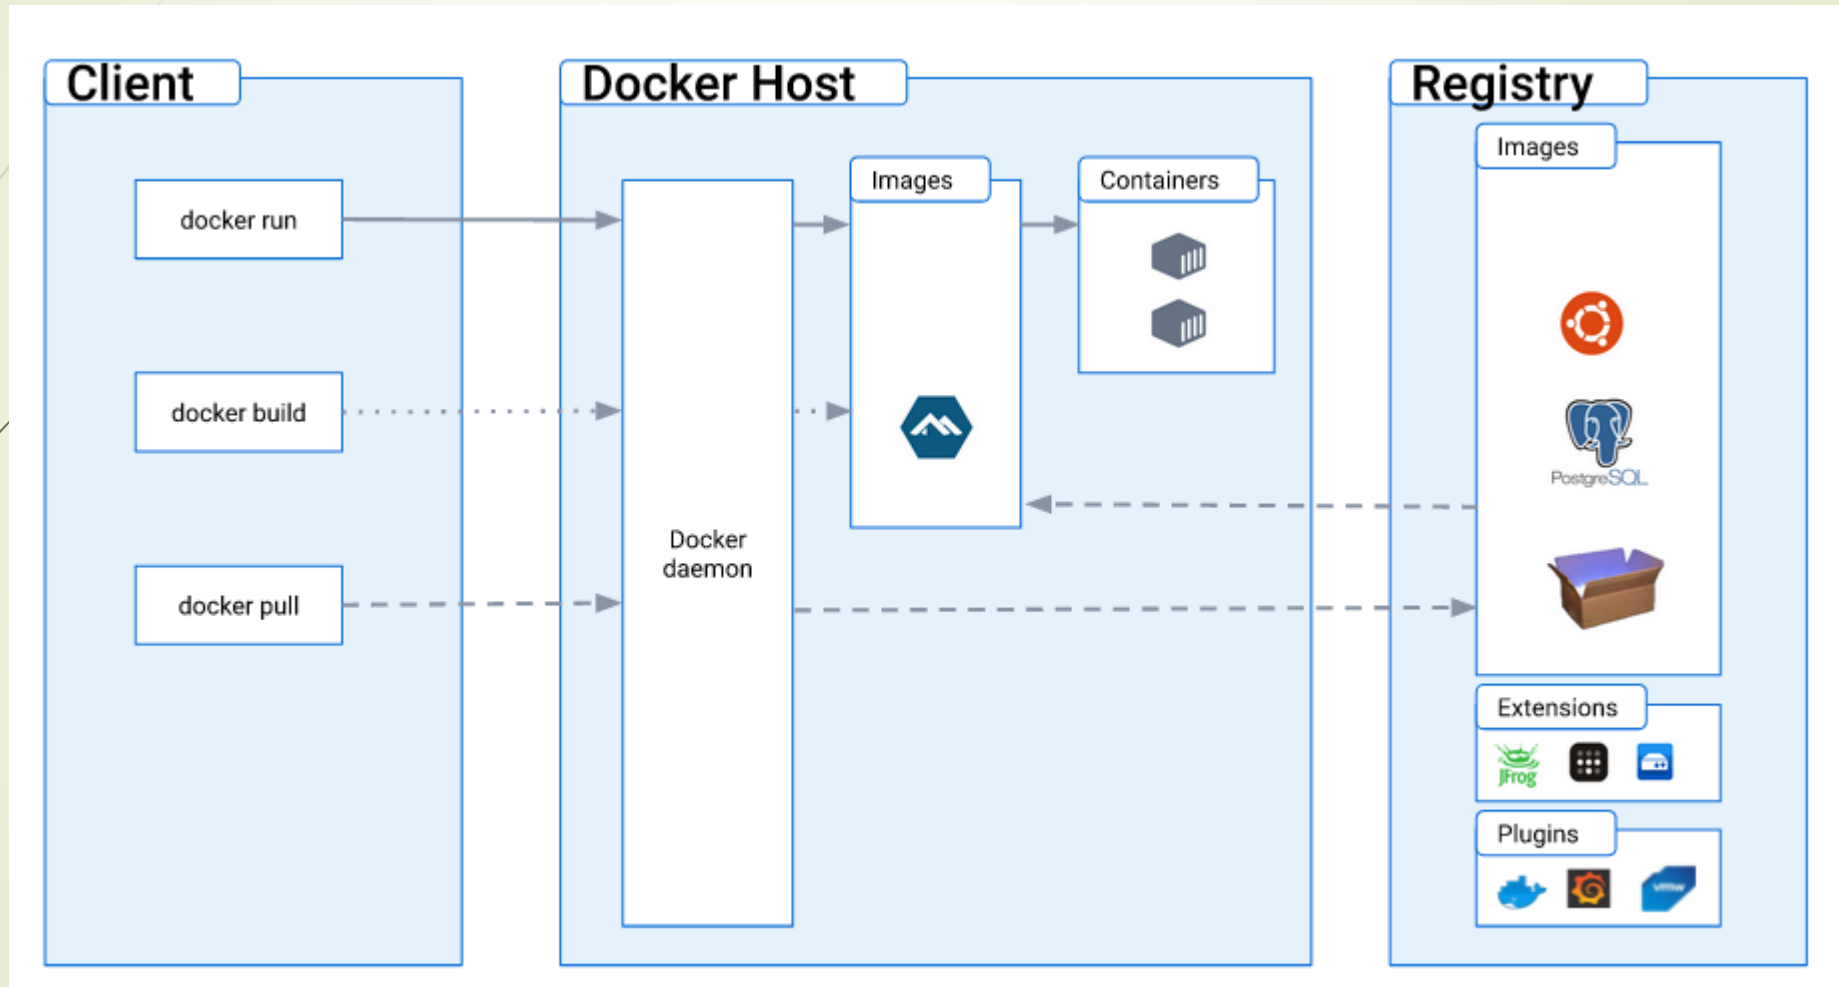 Client
docker run
docker build
docker pull
Docker Host
Docker
daemon
Images
Containers
Registry
Images
PostgreSQL
Extensions
JFrog
Plugins
vmw